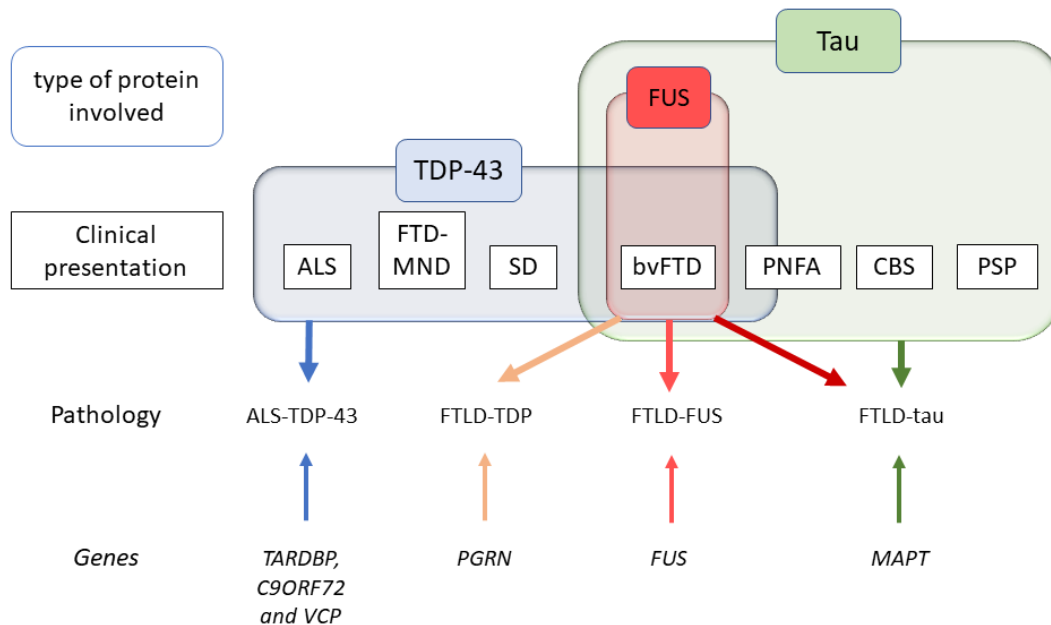 Tau
type of protein
involved
FUS
TDP-43
Clinical
presentation
ALS
FTD-
MND
SD
bvFTD
PNFA
CBS
PSP
Pathology
ALS-TDP-43
FTLD-TDP
FTLD-FUS
FTLD-tau
Genes
TARDBP,
C9ORF72
and VCP
PGRN
FUS
MAPT